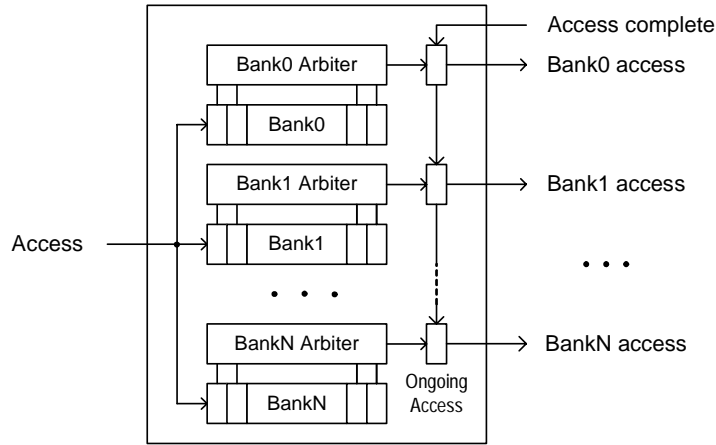 Access complete
Bank0 Arbiter
Bank0 access
Bank0
Bank1 Arbiter
Bank1 access
Access
Bank1
• • •
• • •
BankN Arbiter
BankN access
Ongoing
Access
BankN